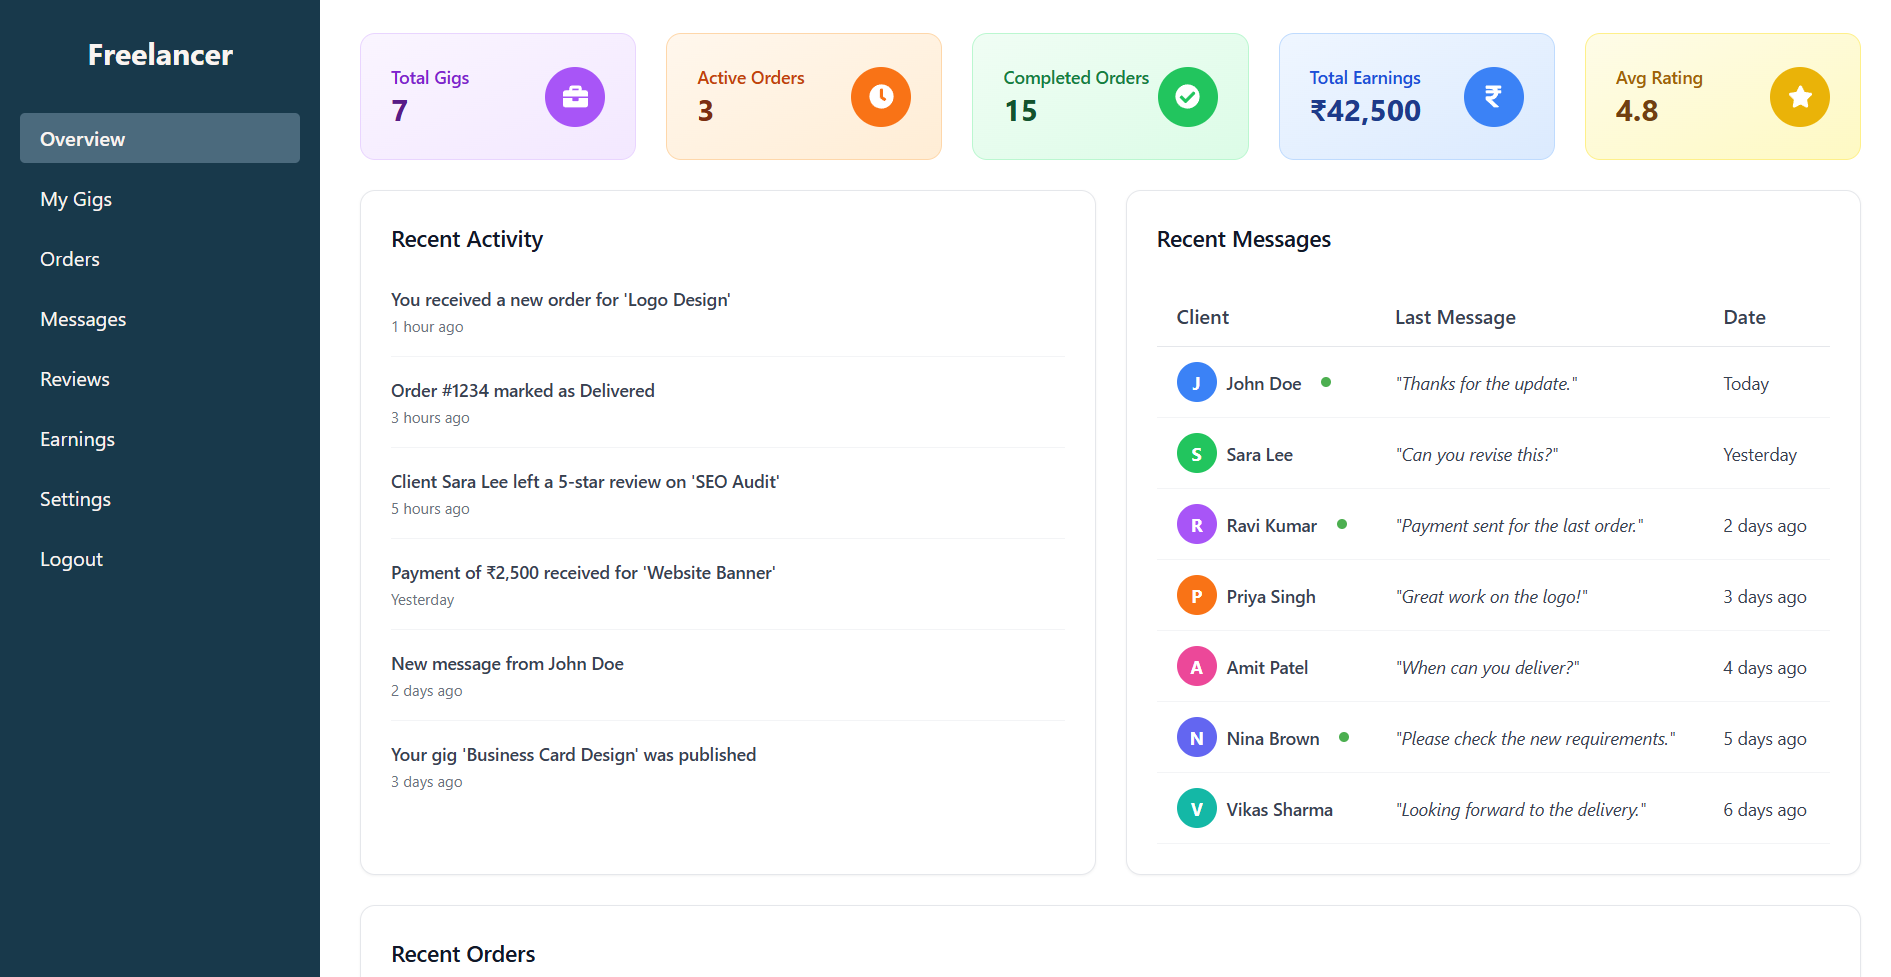 Freelancer
Overview
My Gigs
Orders
Messages
Reviews
Earnings
Settings
Logout
Total Gigs
7
Active Orders
3
Completed Orders
15
Total Earnings
₹42,500
Avg Rating
4.8
Recent Activity
You received a new order for 'Logo Design'
1 hour ago
Order #1234 marked as Delivered
3 hours ago
Client Sara Lee left a 5-star review on 'SEO Audit'
5 hours ago
Payment of ₹2,500 received for 'Website Banner'
Yesterday
New message from John Doe
2 days ago
Your gig 'Business Card Design' was published
3 days ago
Recent Messages
Client Last Message Date
J John Doe "Thanks for the update." Today
S Sara Lee "Can you revise this?" Yesterday
R Ravi Kumar "Payment sent for the last order." 2 days ago
P Priya Singh "Great work on the logo!" 3 days ago
A Amit Patel "When can you deliver?" 4 days ago
N Nina Brown "Please check the new requirements." 5 days ago
V Vikas Sharma "Looking forward to the delivery." 6 days ago
Recent Orders